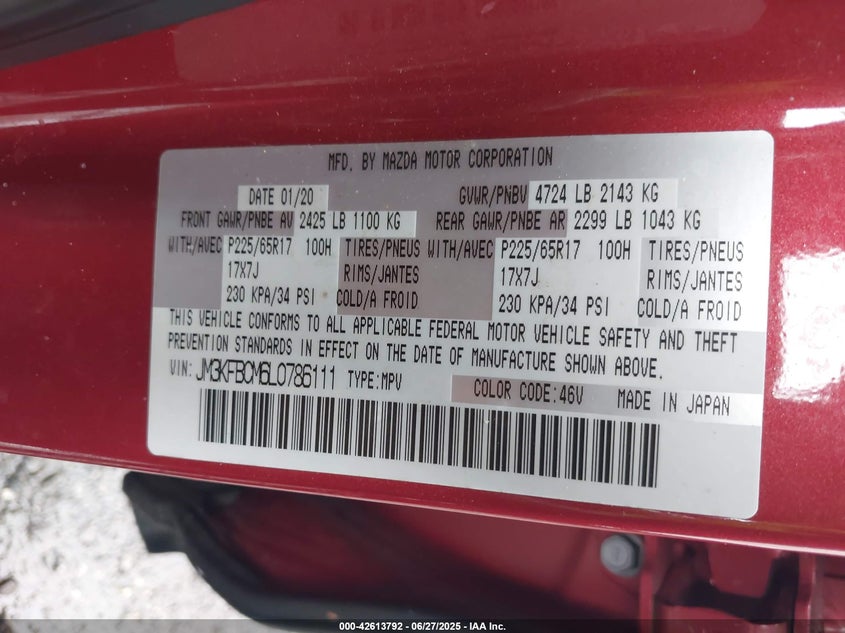 MFD. BY MAZDA MOTOR CORPORATION
DATE 01/20 GVWR/PNBV 4724 LB 2143 KG
FRONT GAWR/PNBE AV 2425 LB 1100 KG REAR GAWR/PNBE AR 2299 LB 1043 KG
WITH/AVEC P225/65R17 100H TIRES/PNEUS WITH/AVEC P225/65R17 100H TIRES/PNEUS
17X7J RIMS/JANTES 17X7J RIMS/JANTES
230 KPA/34 PSI COLD/A FROID 230 KPA/34 PSI COLD/A FROID
THIS VEHICLE CONFORMS TO ALL APPLICABLE FEDERAL MOTOR VEHICLE SAFETY AND THEFT
PREVENTION STANDARDS IN EFFECT ON THE DATE OF MANUFACTURE SHOWN ABOVE.
VIN: JM3KFBCM6L0786111 TYPE:MPV COLOR CODE:46V MADE IN JAPAN
000-42613792 - 06/27/2025 - IAA Inc.